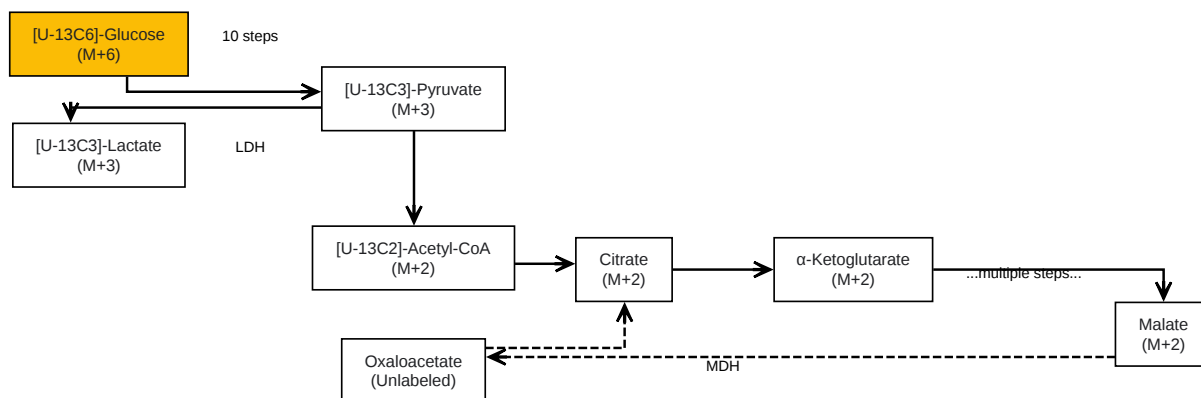 [U-13C6]-Glucose
(M+6)
10 steps
[U-13C3]-Pyruvate
(M+3)
[U-13C3]-Lactate
(M+3)
LDH
[U-13C2]-Acetyl-CoA
(M+2)
Citrate
(M+2)
α-Ketoglutarate
(M+2)
...multiple steps...
Malate
(M+2)
Oxaloacetate
(Unlabeled)
MDH